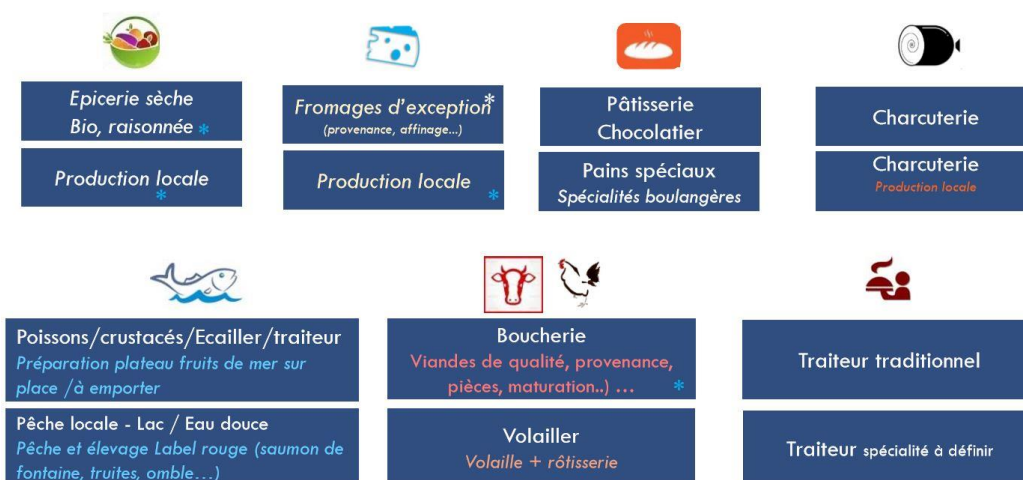 Epicerie sèche
Bio, raisonnée *
Production locale
*
Fromages d'exception*
(provenance, affinage...)
Production locale
*
Pâtisserie
Chocolatier
Pains spéciaux
Spécialités boulangères
Charcuterie
Charcuterie
Production locale
Poissons/crustacés/Ecailler/traiteur
Préparation plateau fruits de mer sur
place /à emporter
Pêche locale - Lac / Eau douce
Pêche et élevage Label rouge (saumon de
fontaine, truites, omble...)
Boucherie
Viandes de qualité, provenance,
pièces, maturation..) ... *
Volailler
Volaille + rôtisserie
Traiteur traditionnel
Traiteur spécialité à définir